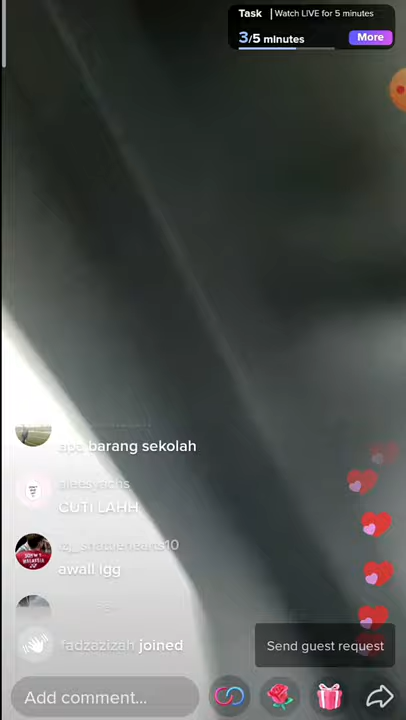 Task | Watch LIVE for 5 minutes
3/5 minutes
More
apa barang sekolah
aleesyachs
CUTI LAHH
awall lgg
fadzazizah joined
Send guest request
Add comment...